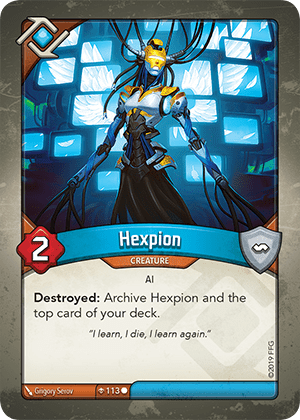 Hexpion
CREATURE
2
AI
Destroyed: Archive Hexpion and the
top card of your deck.
“I learn, I die, I learn again.”
Grigory Serov
113
©2019 FFG